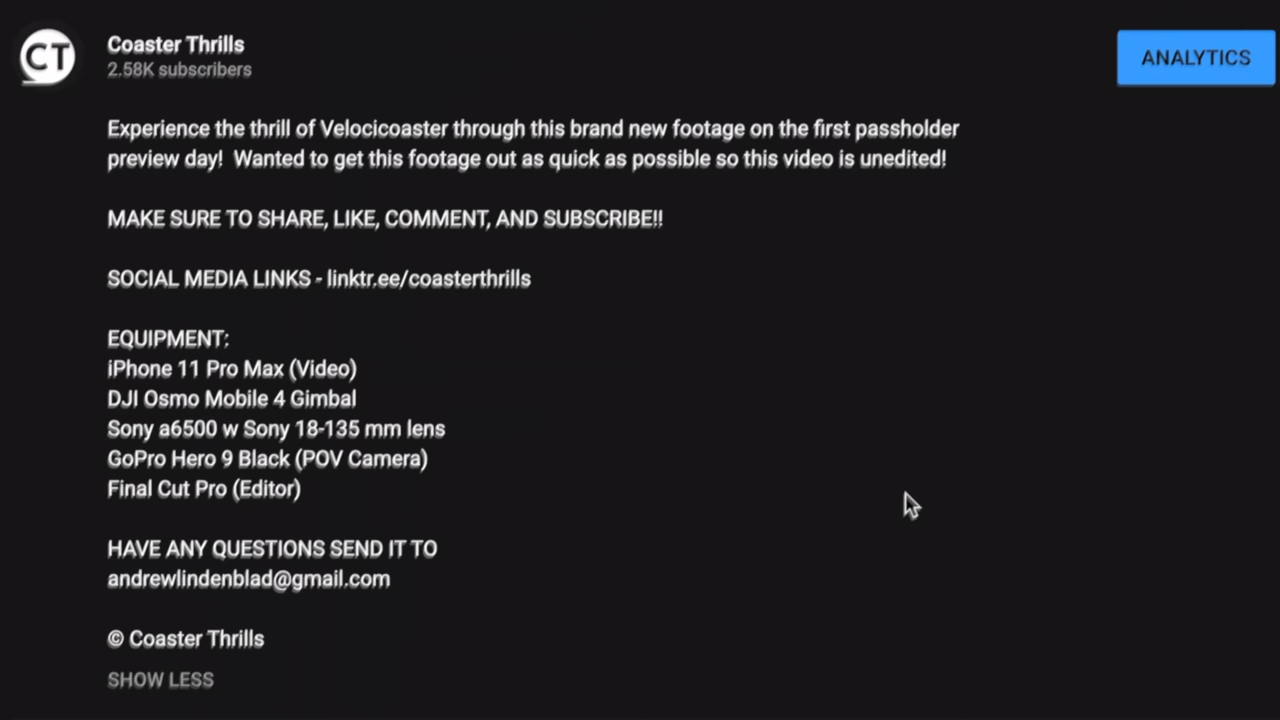 CT
Coaster Thrills
2.58K subscribers
ANALYTICS
Experience the thrill of Velocicoaster through this brand new footage on the first passholder
preview day!  Wanted to get this footage out as quick as possible so this video is unedited!
MAKE SURE TO SHARE, LIKE, COMMENT, AND SUBSCRIBE!!
SOCIAL MEDIA LINKS - linktr.ee/coasterthrills
EQUIPMENT:
iPhone 11 Pro Max (Video)
DJI Osmo Mobile 4 Gimbal
Sony a6500 w Sony 18-135 mm lens
GoPro Hero 9 Black (POV Camera)
Final Cut Pro (Editor)
HAVE ANY QUESTIONS SEND IT TO
andrewlindenblad@gmail.com
© Coaster Thrills
SHOW LESS